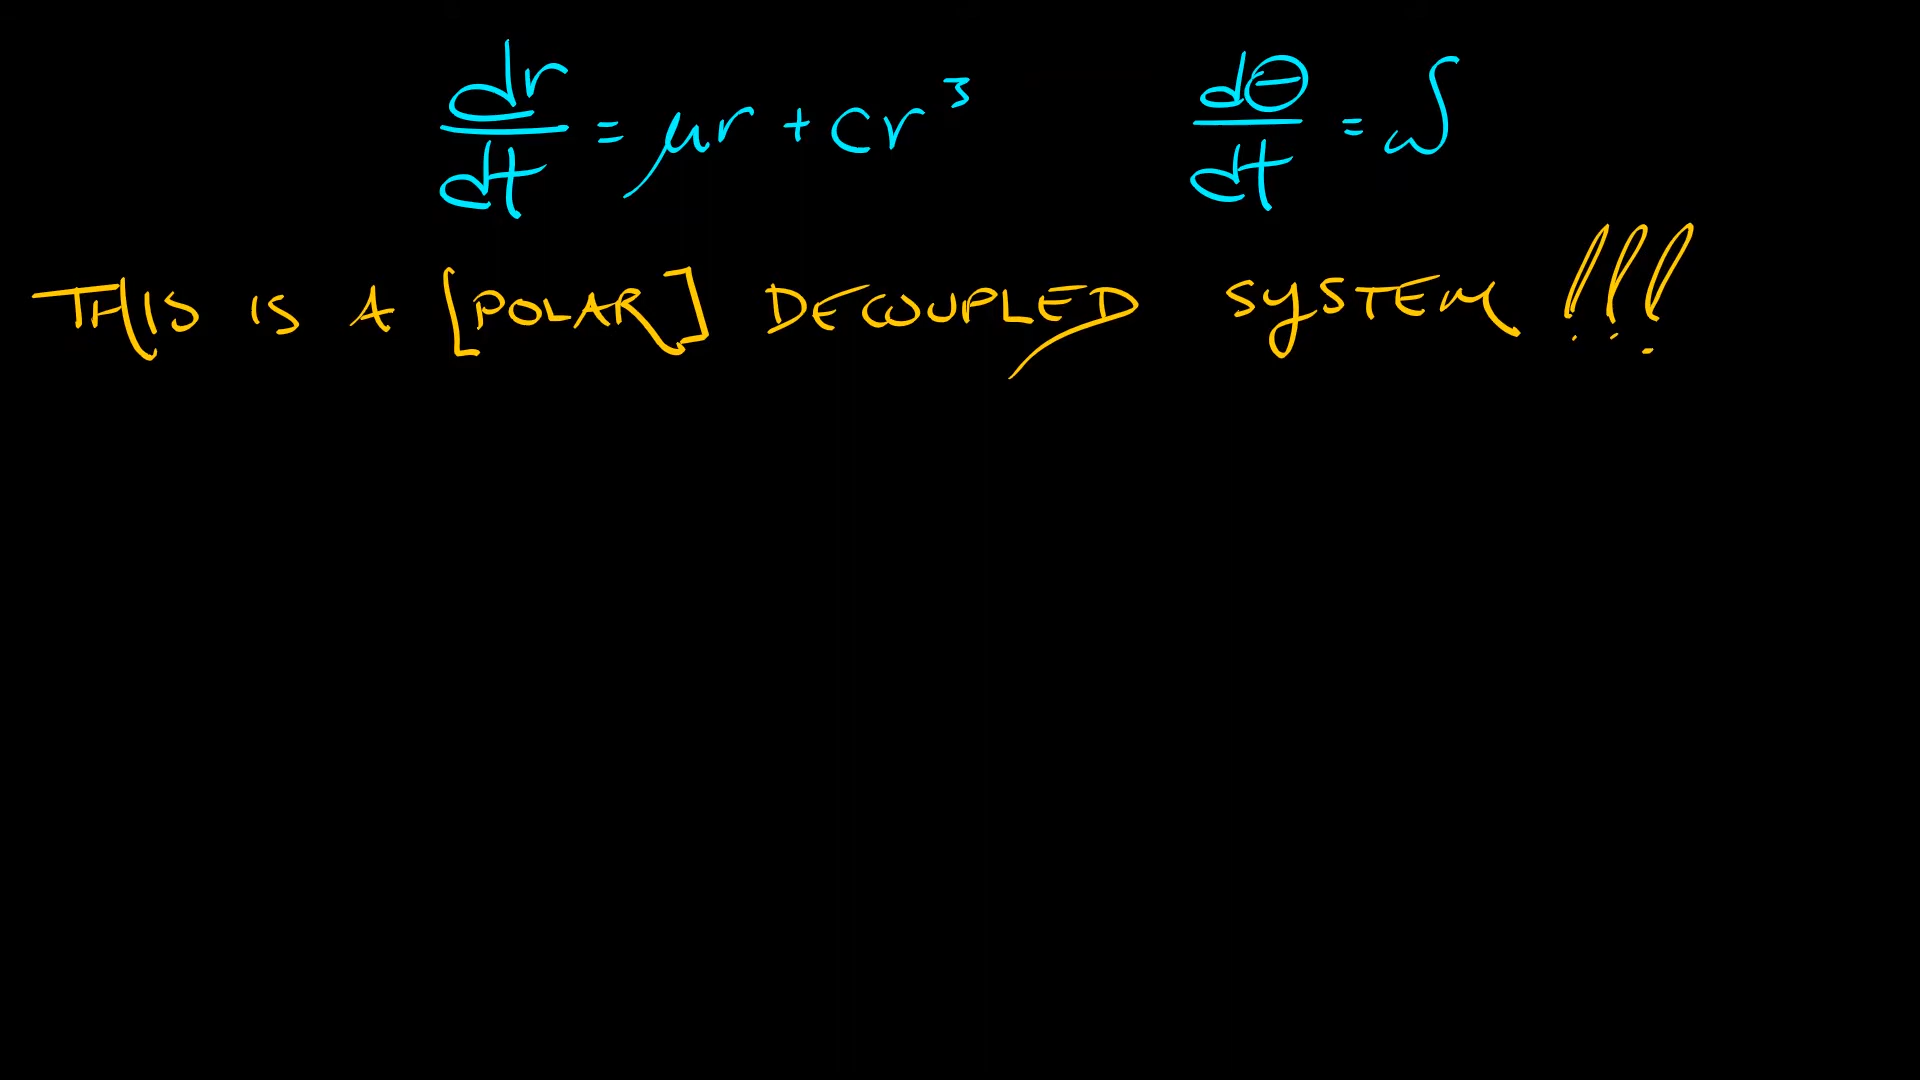 dr/dt = μr + cr³    dθ/dt = ω
THIS IS A [POLAR] DECOUPLED SYSTEM !!!